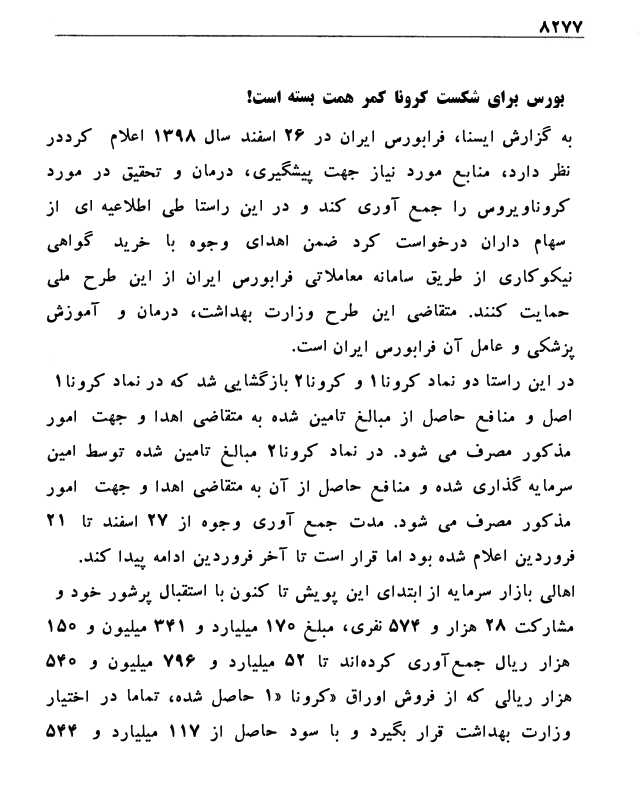 ۸۲۷۷
بورس برای شکست کرونا کمر همت بسته است!
به گزارش ایسنا، فرابورس ایران در ۲۶ اسفند سال ۱۳۹۸ اعلام کرددر
نظر دارد، منابع مورد نیاز جهت پیشگیری، درمان و تحقیق در مورد
کروناویروس را جمع آوری کند و در این راستا طی اطلاعیه ای از
سهام داران درخواست کرد ضمن اهدای وجوه با خرید گواهی
نیکوکاری از طریق سامانه معاملاتی فرابورس ایران از این طرح ملی
حمایت کنند. متقاضی این طرح وزارت بهداشت، درمان و آموزش
پزشکی و عامل آن فرابورس ایران است.
در این راستا دو نماد کرونا۱ و کرونا۲ بازگشایی شد که در نماد کرونا۱
اصل و منافع حاصل از مبالغ تامین شده به متقاضی اهدا و جهت امور
مذکور مصرف می شود. در نماد کرونا۲ مبالغ تامین شده توسط امین
سرمایه گذاری شده و منافع حاصل از آن به متقاضی اهدا و جهت امور
مذکور مصرف می شود. مدت جمع آوری وجوه از ۲۷ اسفند تا ۲۱
فروردین اعلام شده بود اما قرار است تا آخر فروردین ادامه پیدا کند.
اهالی بازار سرمایه از ابتدای این پویش تا کنون با استقبال پرشور خود و
مشارکت ۲۸ هزار و ۵۷۴ نفری، مبلغ ۱۷۰ میلیارد و ۳۴۱ میلیون و ۱۵۰
هزار ریال جمع‌آوری کرده‌اند تا ۵۲ میلیارد و ۷۹۶ میلیون و ۵۴۰
هزار ریالی که از فروش اوراق «کرونا ۱» حاصل شده، تماما در اختیار
وزارت بهداشت قرار بگیرد و با سود حاصل از ۱۱۷ میلیارد و ۵۴۴